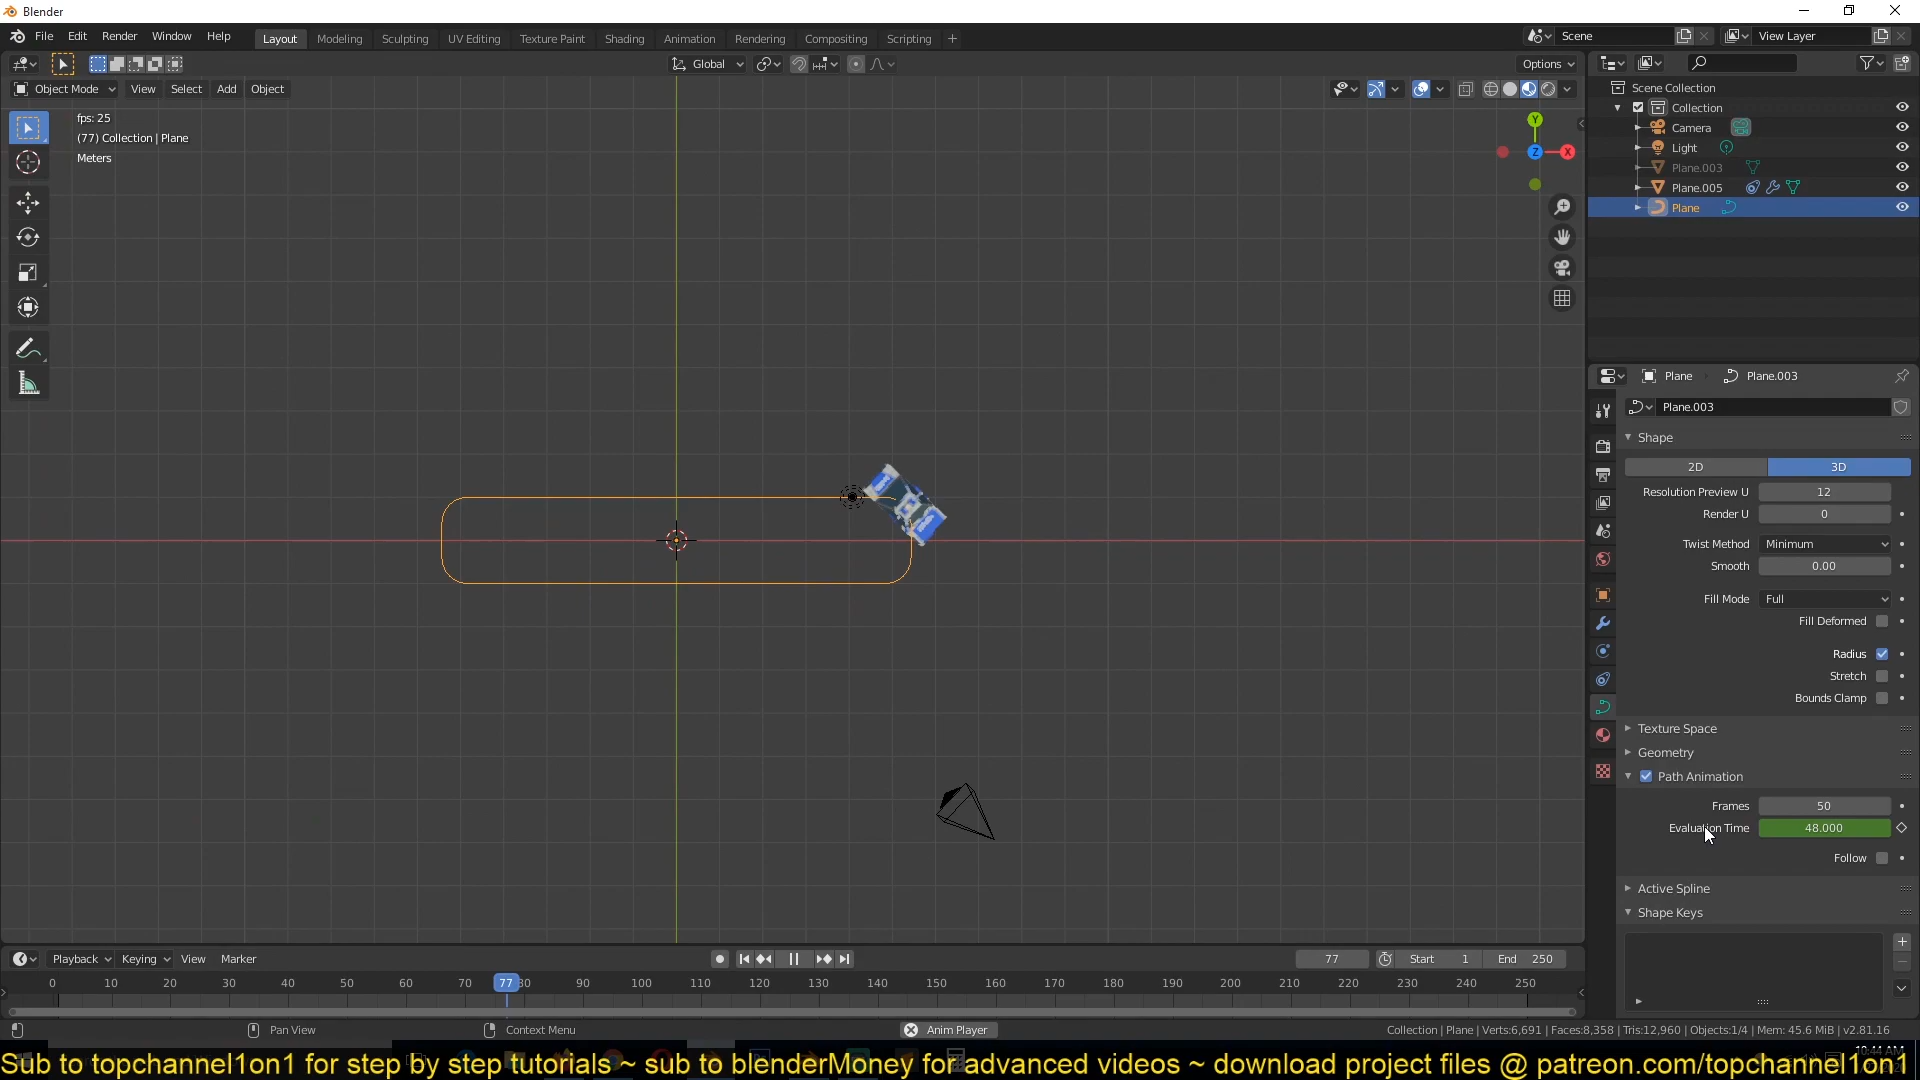 Blender
File Edit Render Window Help Layout Modeling Sculpting UV Editing Texture Paint Shading Animation Rendering Compositing Scripting + Scene View Layer
Global Options
Object Mode View Select Add Object
fps: 25
(77) Collection | Plane
Meters
Y
Z X
Scene Collection
Collection
Camera
Light
Plane.003
Plane.005
Plane
Plane Plane.003
Plane.003
Shape
2D 3D
Resolution Preview U 12
Render U 0
Twist Method Minimum
Smooth 0.00
Fill Mode Full
Fill Deformed
Radius
Stretch
Bounds Clamp
Texture Space
Geometry
Path Animation
Frames 50
Evaluation Time 48.000
Follow
Active Spline
Shape Keys
Playback Keying View Marker 77 Start 1 End 250
0 10 20 30 40 50 60 70 77 80 90 100 110 120 130 140 150 160 170 180 190 200 210 220 230 240 250
Pan View Context Menu Anim Player Collection | Plane | Verts:6,691 | Faces:8,358 | Tris:12,960 | Objects:1/4 | Mem: 45.6 MiB | v2.81.16
10:44 AM
Sub to topchannel1on1 for step by step tutorials ~ sub to blenderMoney for advanced videos ~ download project files @ patreon.com/topchannel1on1